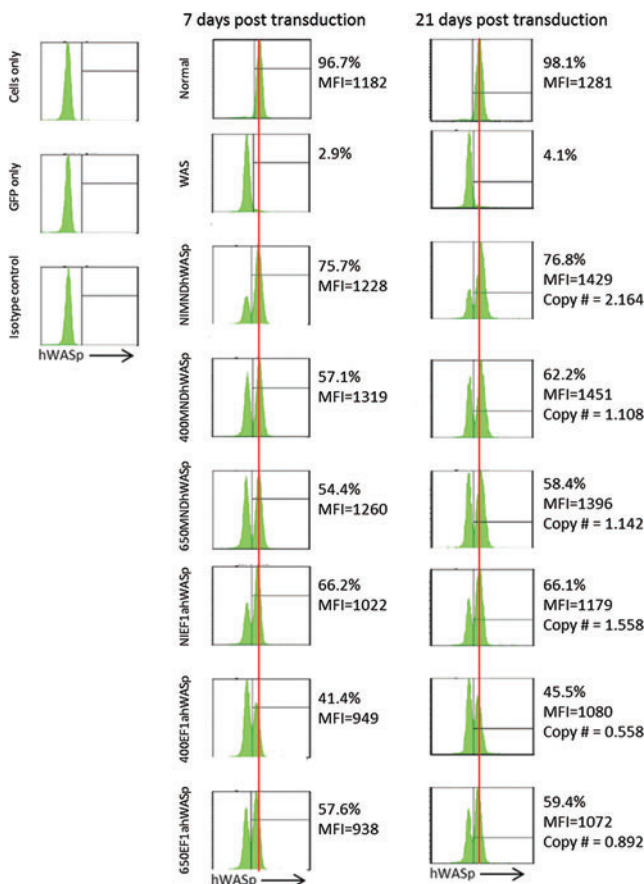 7 days post transduction
21 days post transduction
Cells only
GFP only
Isotype control
hWASp
Normal
96.7%
MFI=1182
98.1%
MFI=1281
WAS
2.9%
4.1%
NIMNDhWASp
75.7%
MFI=1228
76.8%
MFI=1429
Copy # = 2.164
400MNDhWASp
57.1%
MFI=1319
62.2%
MFI=1451
Copy # = 1.108
650MNDhWASp
54.4%
MFI=1260
58.4%
MFI=1396
Copy # = 1.142
NIEF1ahWASp
66.2%
MFI=1022
66.1%
MFI=1179
Copy # = 1.558
400EF1ahWASp
41.4%
MFI=949
45.5%
MFI=1080
Copy # = 0.558
650EF1ahWASp
57.6%
MFI=938
59.4%
MFI=1072
Copy # = 0.892
hWASp
hWASp